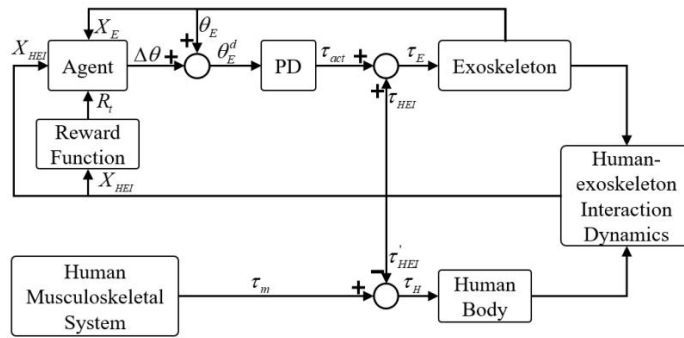 X_E
θ_E
X_HEI
Agent
Δθ
+
+
θ_E^d
PD
τ_act
+
τ_E
Exoskeleton
R_t
+
τ_HEI
Reward
Function
X_HEI
Human-
exoskeleton
Interaction
Dynamics
Human
Musculoskeletal
System
τ_m
+
-
τ'_HEI
τ_H
Human
Body